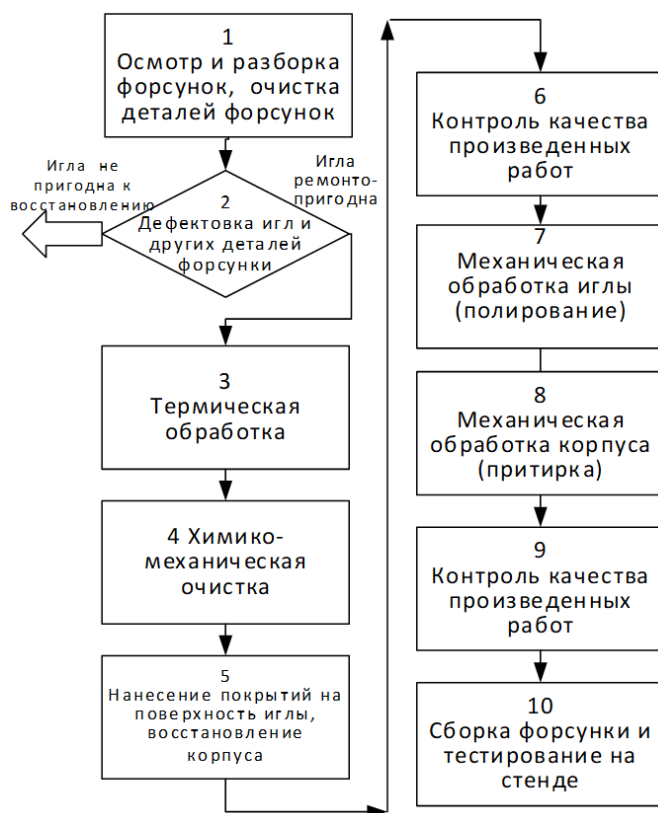 1
Осмотр и разборка
форсунок, очистка
деталей форсунок
Игла не
пригодна к
восстановлению
Игла
ремонто-
пригодна
2
Дефектовка игл и
других деталей
форсунки
3
Термическая
обработка
4 Химико-
механическая
очистка
5
Нанесение покрытий на
поверхность иглы,
восстановление
корпуса
6
Контроль качества
произведенных
работ
7
Механическая
обработка иглы
(полирование)
8
Механическая
обработка корпуса
(притирка)
9
Контроль качества
произведенных
работ
10
Сборка форсунки и
тестирование на
стенде